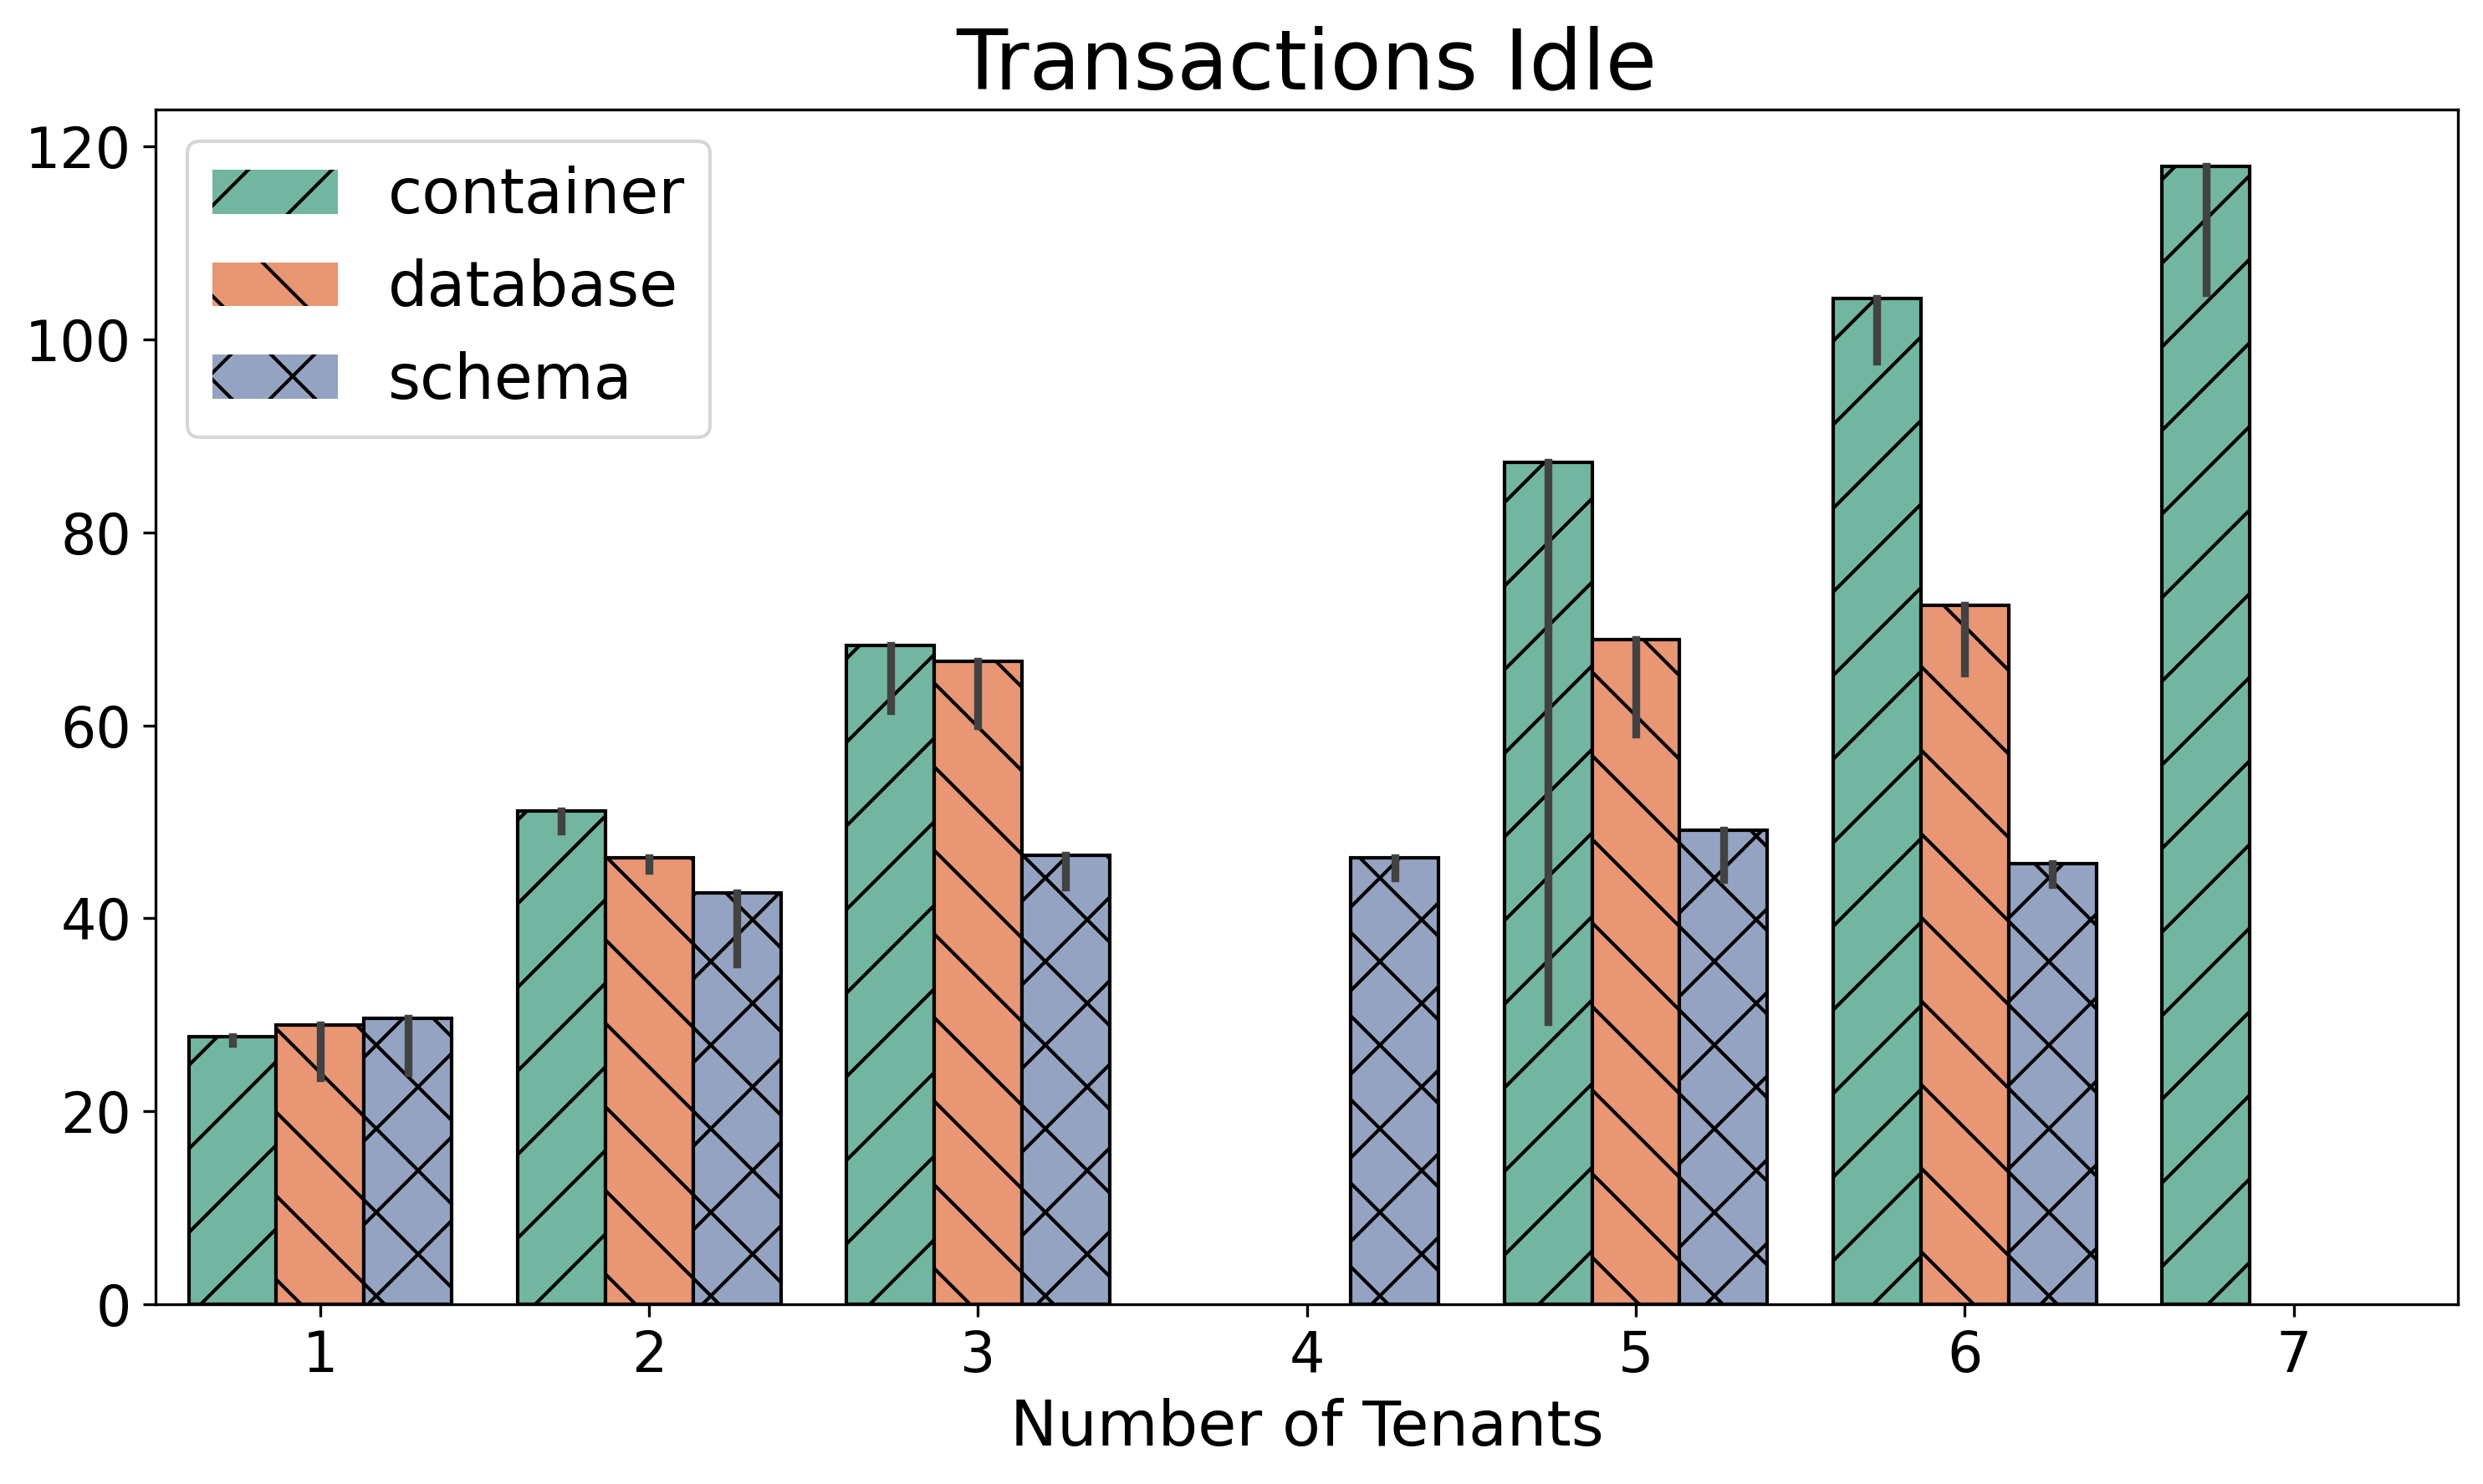 Transactions Idle
120
100
80
60
40
20
0
container
database
schema
1 2 3 4 5 6 7
Number of Tenants